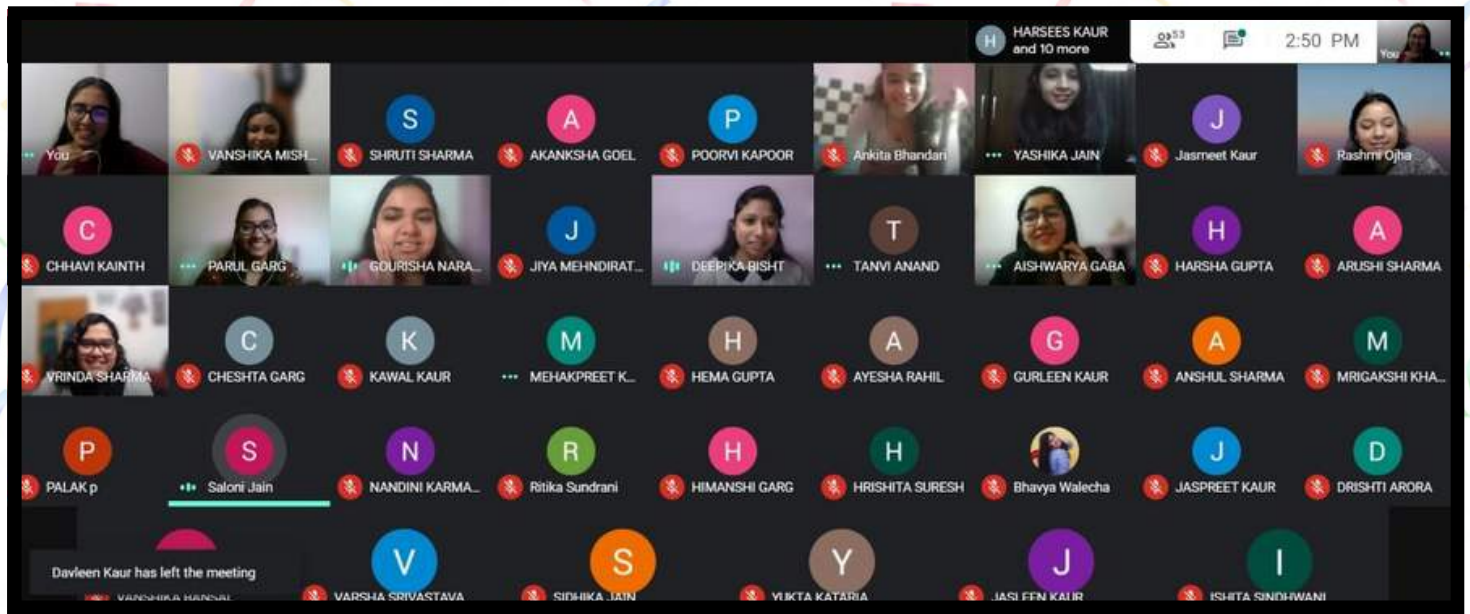 H
HARSEES KAUR
and 10 more
53
2:50 PM
You
You
VANSHIKA MISH...
S
SHRUTI SHARMA
A
AKANKSHA GOEL
P
POORVI KAPOOR
Ankita Bhandari
YASHIKA JAIN
J
Jasmeet Kaur
Rashmi Ojha
C
CHHAVI KAINTH
PARUL GARG
GOURISHA NARA...
J
JIYA MEHNDIRAT...
DEEPIKA BISHT
T
TANVI ANAND
AISHWARYA GABA
H
HARSHA GUPTA
A
ARUSHI SHARMA
VRINDA SHARMA
C
CHESHTA GARG
K
KAWAL KAUR
M
MEHAKPREET K...
H
HEMA GUPTA
A
AYESHA RAHIL
G
GURLEEN KAUR
A
ANSHUL SHARMA
M
MRIGAKSHI KHA...
P
PALAK p
S
Saloni Jain
N
NANDINI KARMA...
R
Ritika Sundrani
H
HIMANSHI GARG
H
HRISHITA SURESH
Bhavya Walecha
J
JASPREET KAUR
D
DRISHTI ARORA
Davleen Kaur has left the meeting
VANSHIKA BANSAL
V
VARSHA SRIVASTAVA
S
SIDHIKA JAIN
Y
YUKTA KATARIA
J
JASLEEN KAUR
I
ISHITA SINDHWANI